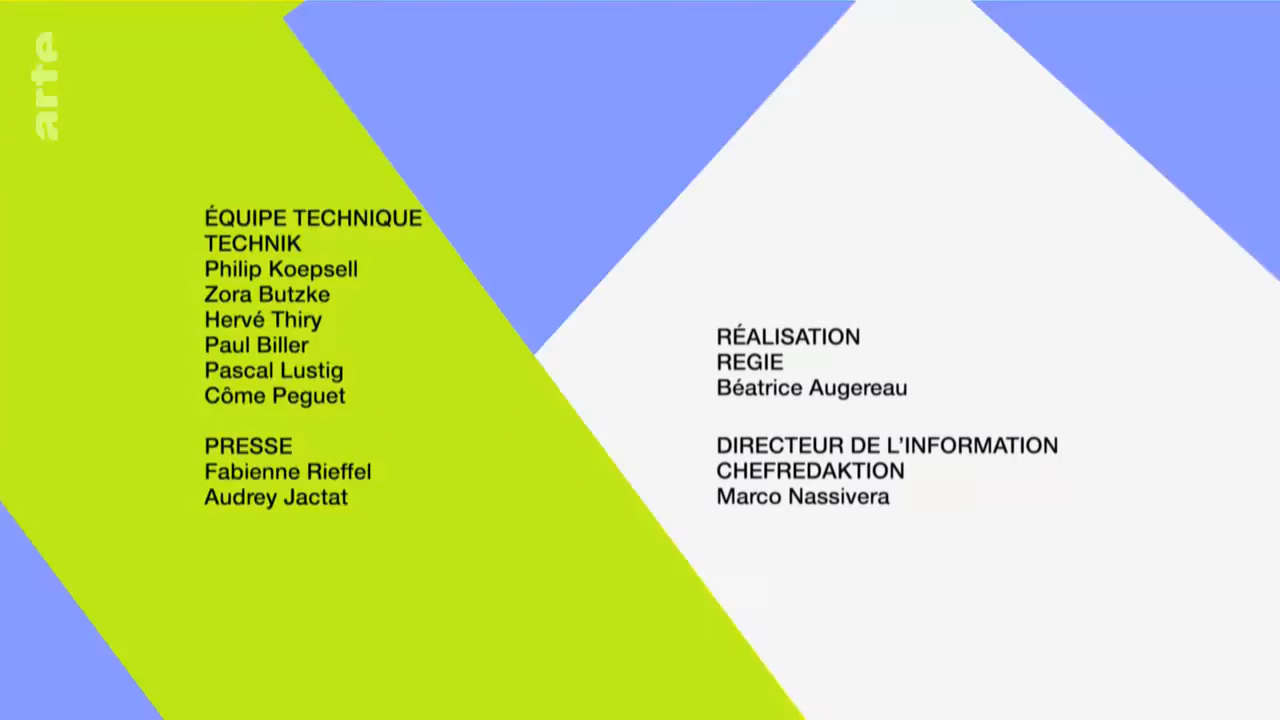 arte
ÉQUIPE TECHNIQUE
TECHNIK
Philip Koepsell
Zora Butzke
Hervé Thiry
Paul Biller
Pascal Lustig
Côme Peguet
PRESSE
Fabienne Rieffel
Audrey Jactat
RÉALISATION
REGIE
Béatrice Augereau
DIRECTEUR DE L’INFORMATION
CHEFREDAKTION
Marco Nassivera